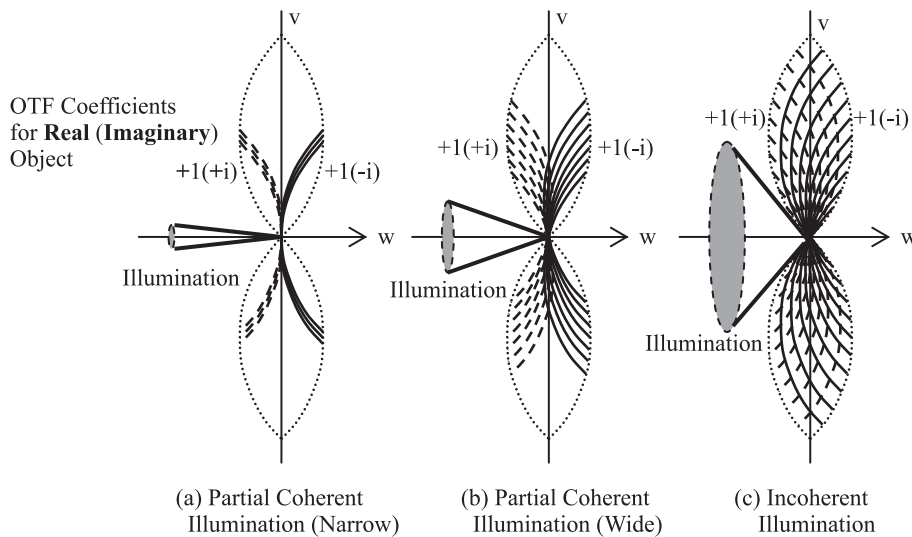 OTF Coefficients
for Real (Imaginary)
Object
v
+1(+i)
+1(-i)
w
Illumination
v
+1(+i)
+1(-i)
w
Illumination
v
+1(+i)
+1(-i)
w
Illumination
(a) Partial Coherent
Illumination (Narrow)
(b) Partial Coherent
Illumination (Wide)
(c) Incoherent
Illumination